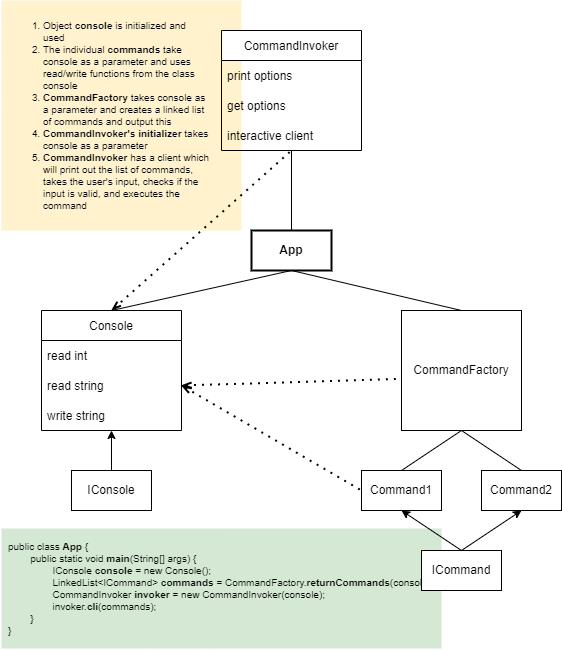 1. Object console is initialized and
used
2. The individual commands take
console as a parameter and uses
read/write functions from the class
console
3. CommandFactory takes console as
a parameter and creates a linked list
of commands and output this
4. CommandInvoker's initializer takes
console as a parameter
5. CommandInvoker has a client which
will print out the list of commands,
takes the user's input, checks if the
input is valid, and executes the
command
CommandInvoker
print options
get options
interactive client
App
Console
read int
read string
write string
CommandFactory
IConsole
Command1
Command2
ICommand
public class App {
public static void main(String[] args) {
IConsole console = new Console();
LinkedList<ICommand> commands = CommandFactory.returnCommands(conso
CommandInvoker invoker = new CommandInvoker(console);
invoker.cli(commands);
}
}